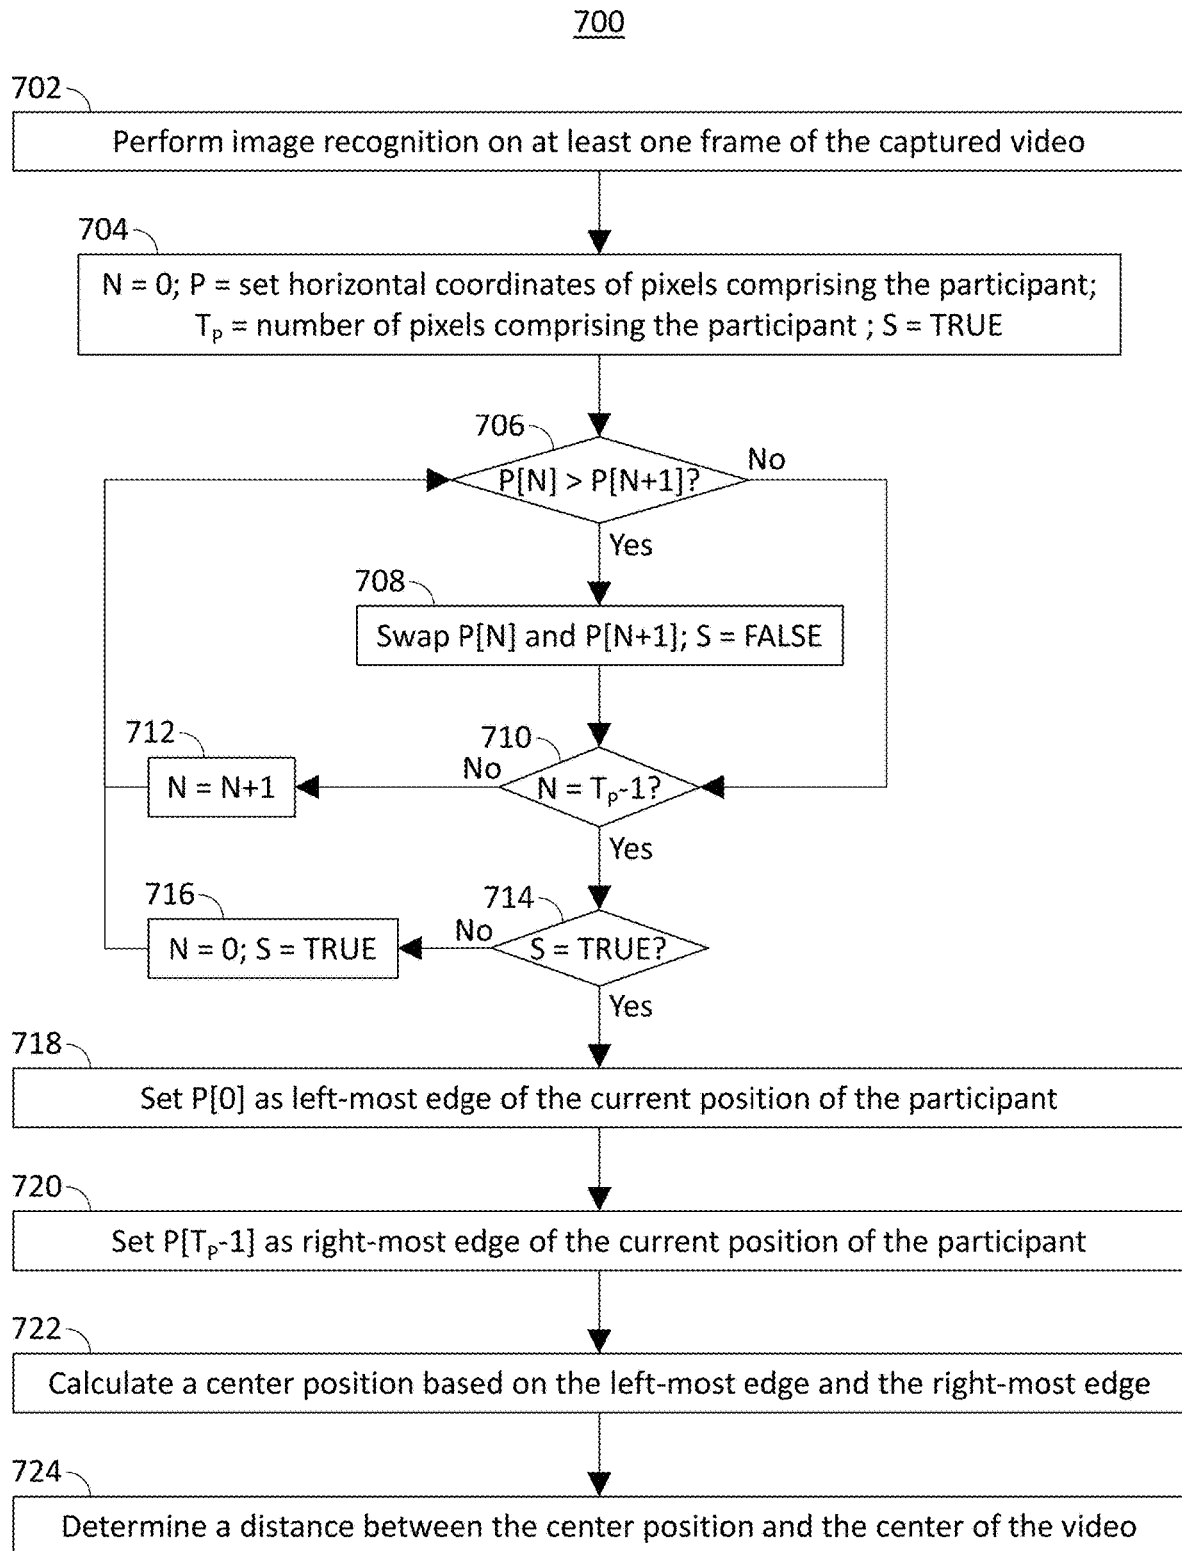 700
702
Perform image recognition on at least one frame of the captured video
704
N = 0; P = set horizontal coordinates of pixels comprising the participant;
Tₚ = number of pixels comprising the participant ; S = TRUE
706
P[N] > P[N+1]?
No
Yes
708
Swap P[N] and P[N+1]; S = FALSE
710
712
No
N = N+1
N = Tₚ-1?
Yes
716
714
No
N = 0; S = TRUE
S = TRUE?
Yes
718
Set P[0] as left-most edge of the current position of the participant
720
Set P[Tₚ-1] as right-most edge of the current position of the participant
722
Calculate a center position based on the left-most edge and the right-most edge
724
Determine a distance between the center position and the center of the video